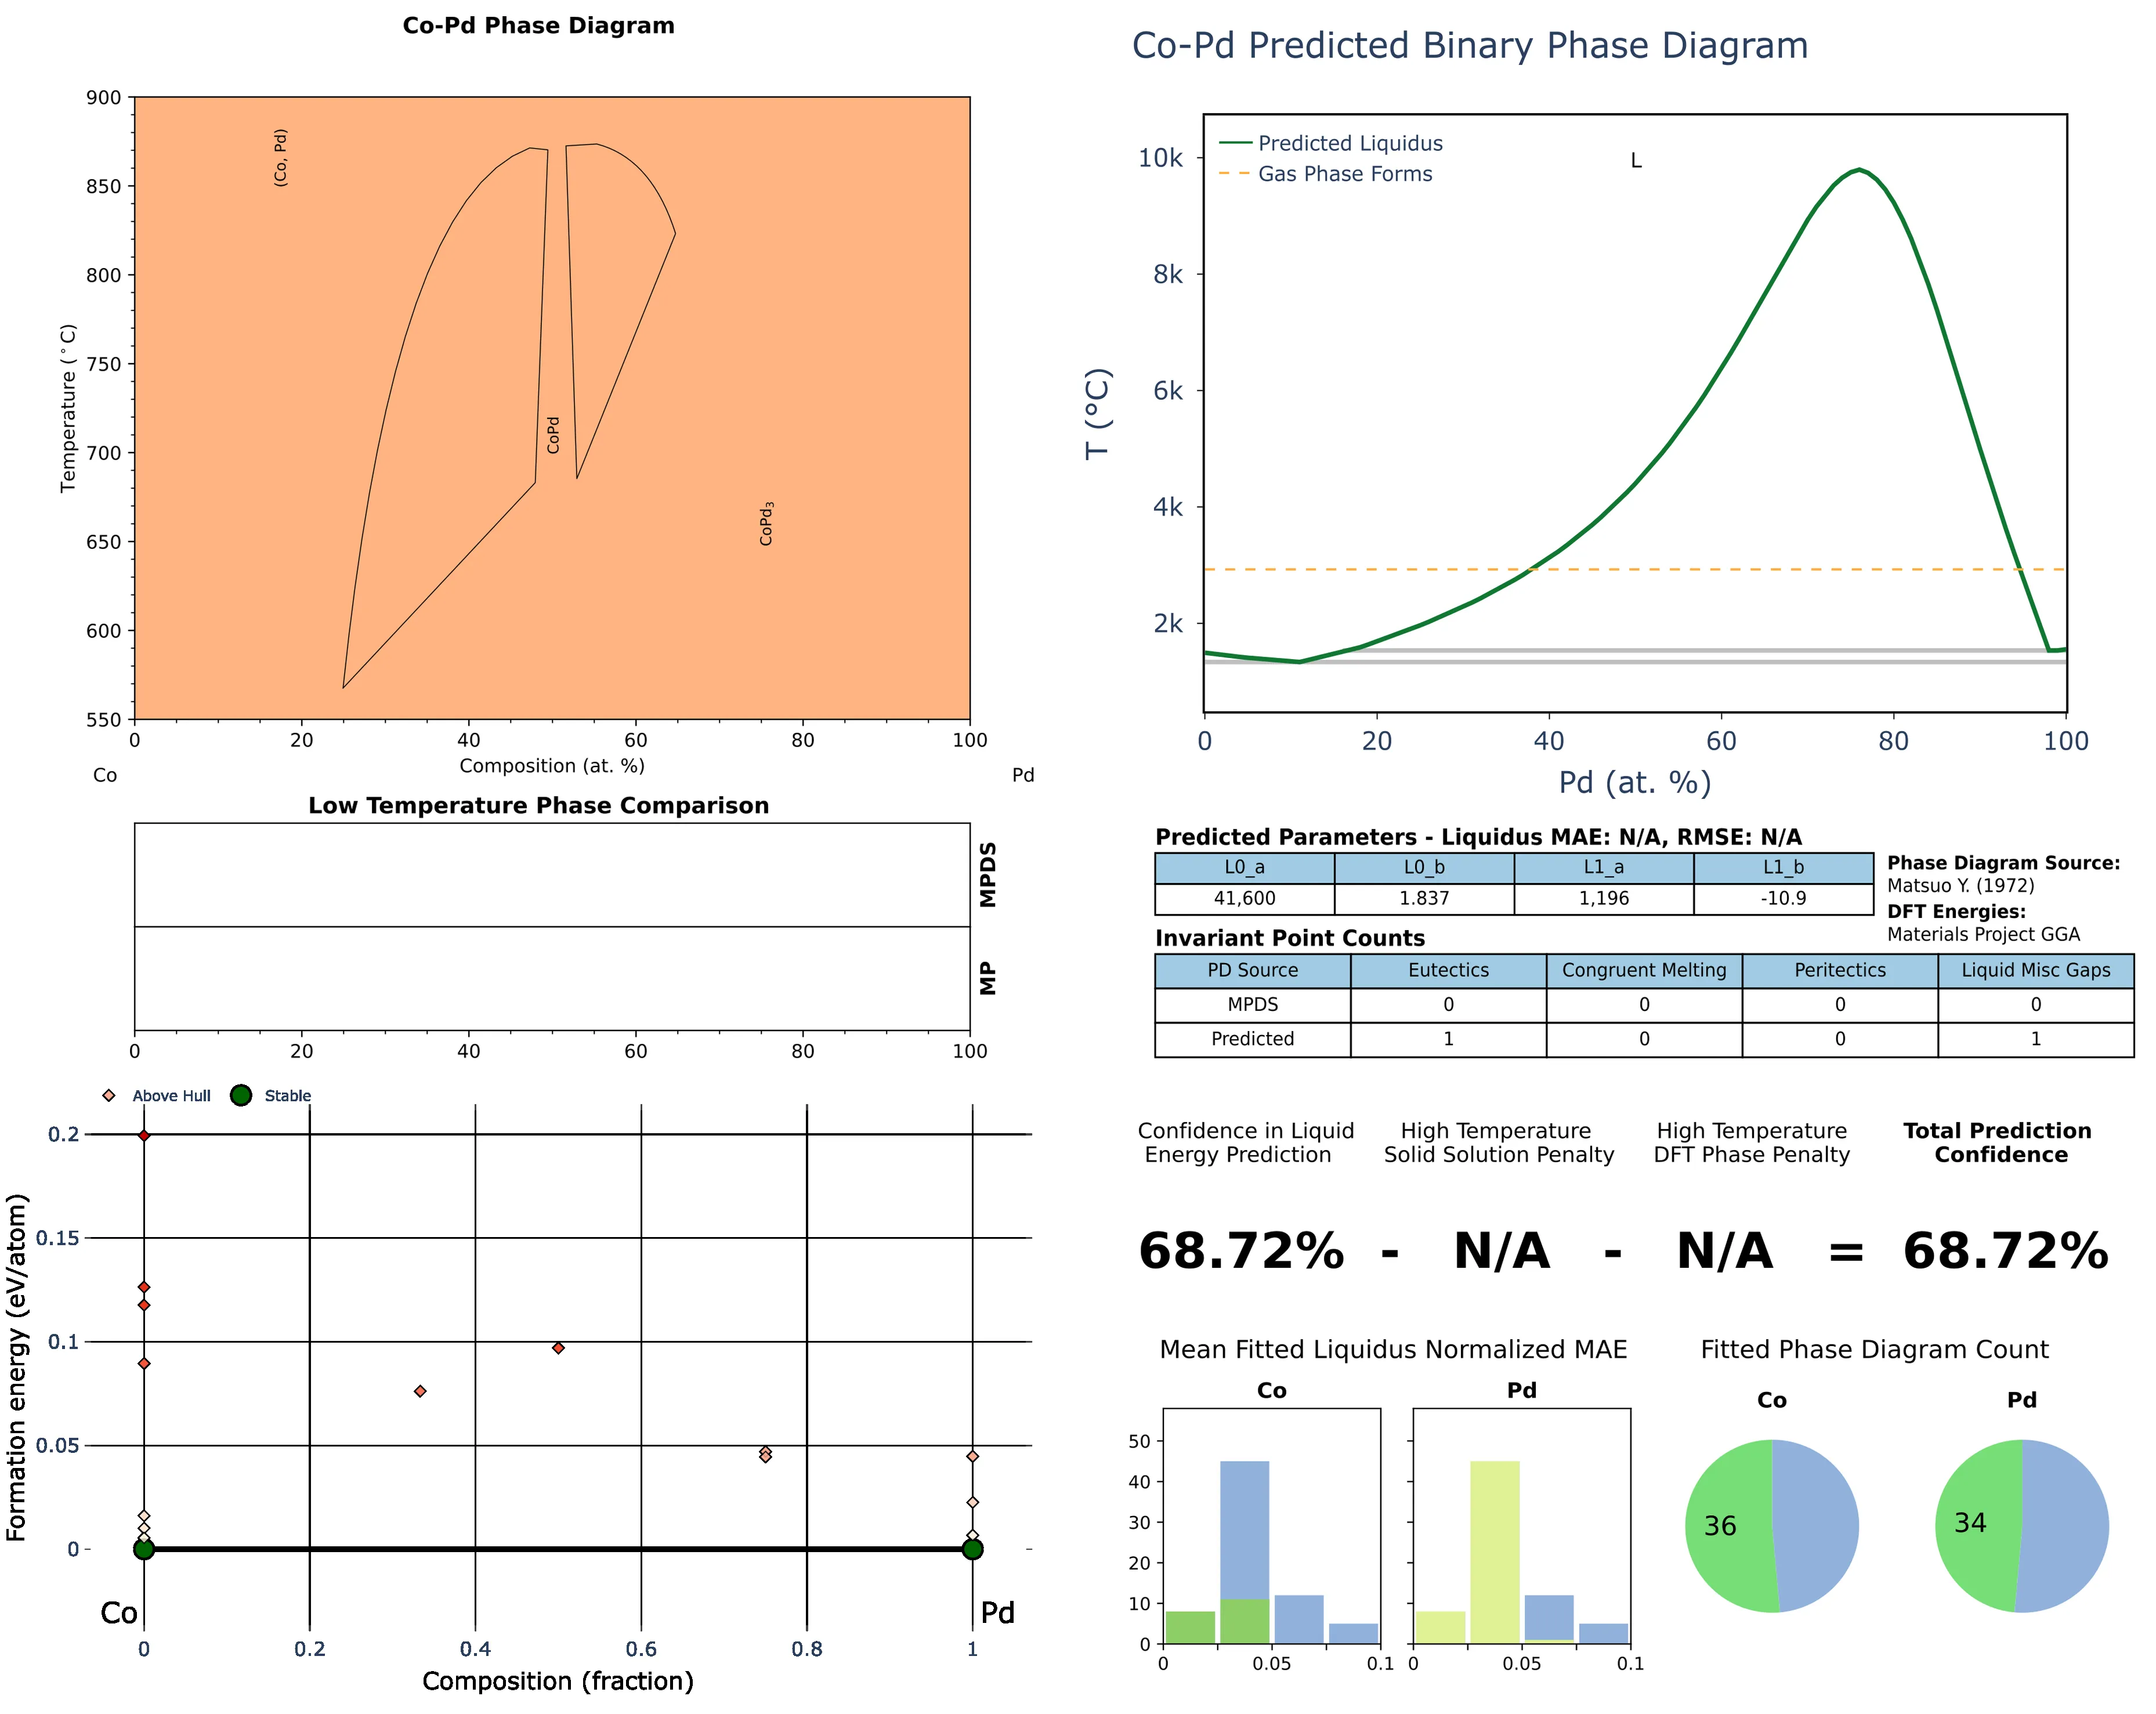 Co-Pd Phase Diagram
900
850
800
750
700
650
600
550
Temperature (°C)
(Co, Pd)
CoPd
CoPd₃
0 20 40 60 80 100
Co Composition (at. %) Pd
Low Temperature Phase Comparison
MPDS
MP
0 20 40 60 80 100
Above Hull Stable
0.2
0.15
0.1
0.05
0
Formation energy (eV/atom)
Co Pd
0 0.2 0.4 0.6 0.8 1
Composition (fraction)
Co-Pd Predicted Binary Phase Diagram
Predicted Liquidus
Gas Phase Forms
L
10k
8k
6k
4k
2k
T (°C)
0 20 40 60 80 100
Pd (at. %)
Predicted Parameters - Liquidus MAE: N/A, RMSE: N/A
L0_a L0_b L1_a L1_b
41,600 1.837 1,196 -10.9
Phase Diagram Source:
Matsuo Y. (1972)
DFT Energies:
Materials Project GGA
Invariant Point Counts
PD Source Eutectics Congruent Melting Peritectics Liquid Misc Gaps
MPDS 0 0 0 0
Predicted 1 0 0 1
Confidence in Liquid
Energy Prediction
High Temperature
Solid Solution Penalty
High Temperature
DFT Phase Penalty
Total Prediction
Confidence
68.72% - N/A - N/A = 68.72%
Mean Fitted Liquidus Normalized MAE
Co Pd
50
40
30
20
10
0
0 0.05 0.1 0 0.05 0.1
Fitted Phase Diagram Count
Co Pd
36 34